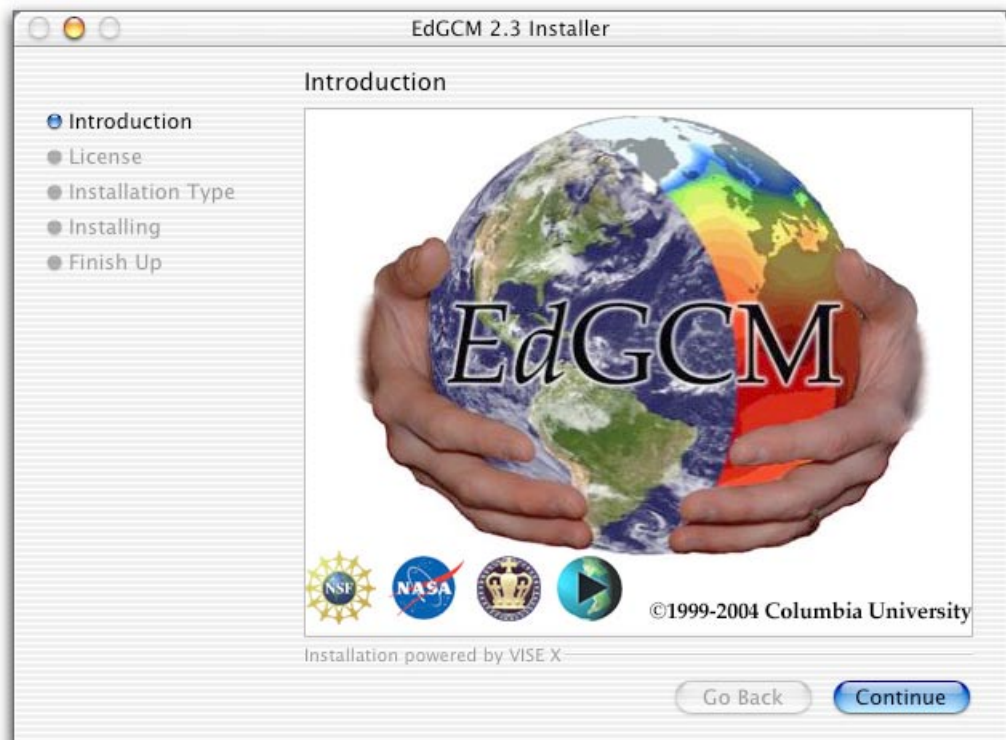 EdGCM 2.3 Installer
Introduction
Introduction
License
Installation Type
Installing
Finish Up
EdGCM
NSF
NASA
©1999-2004 Columbia University
Installation powered by VISE X
Go Back
Continue